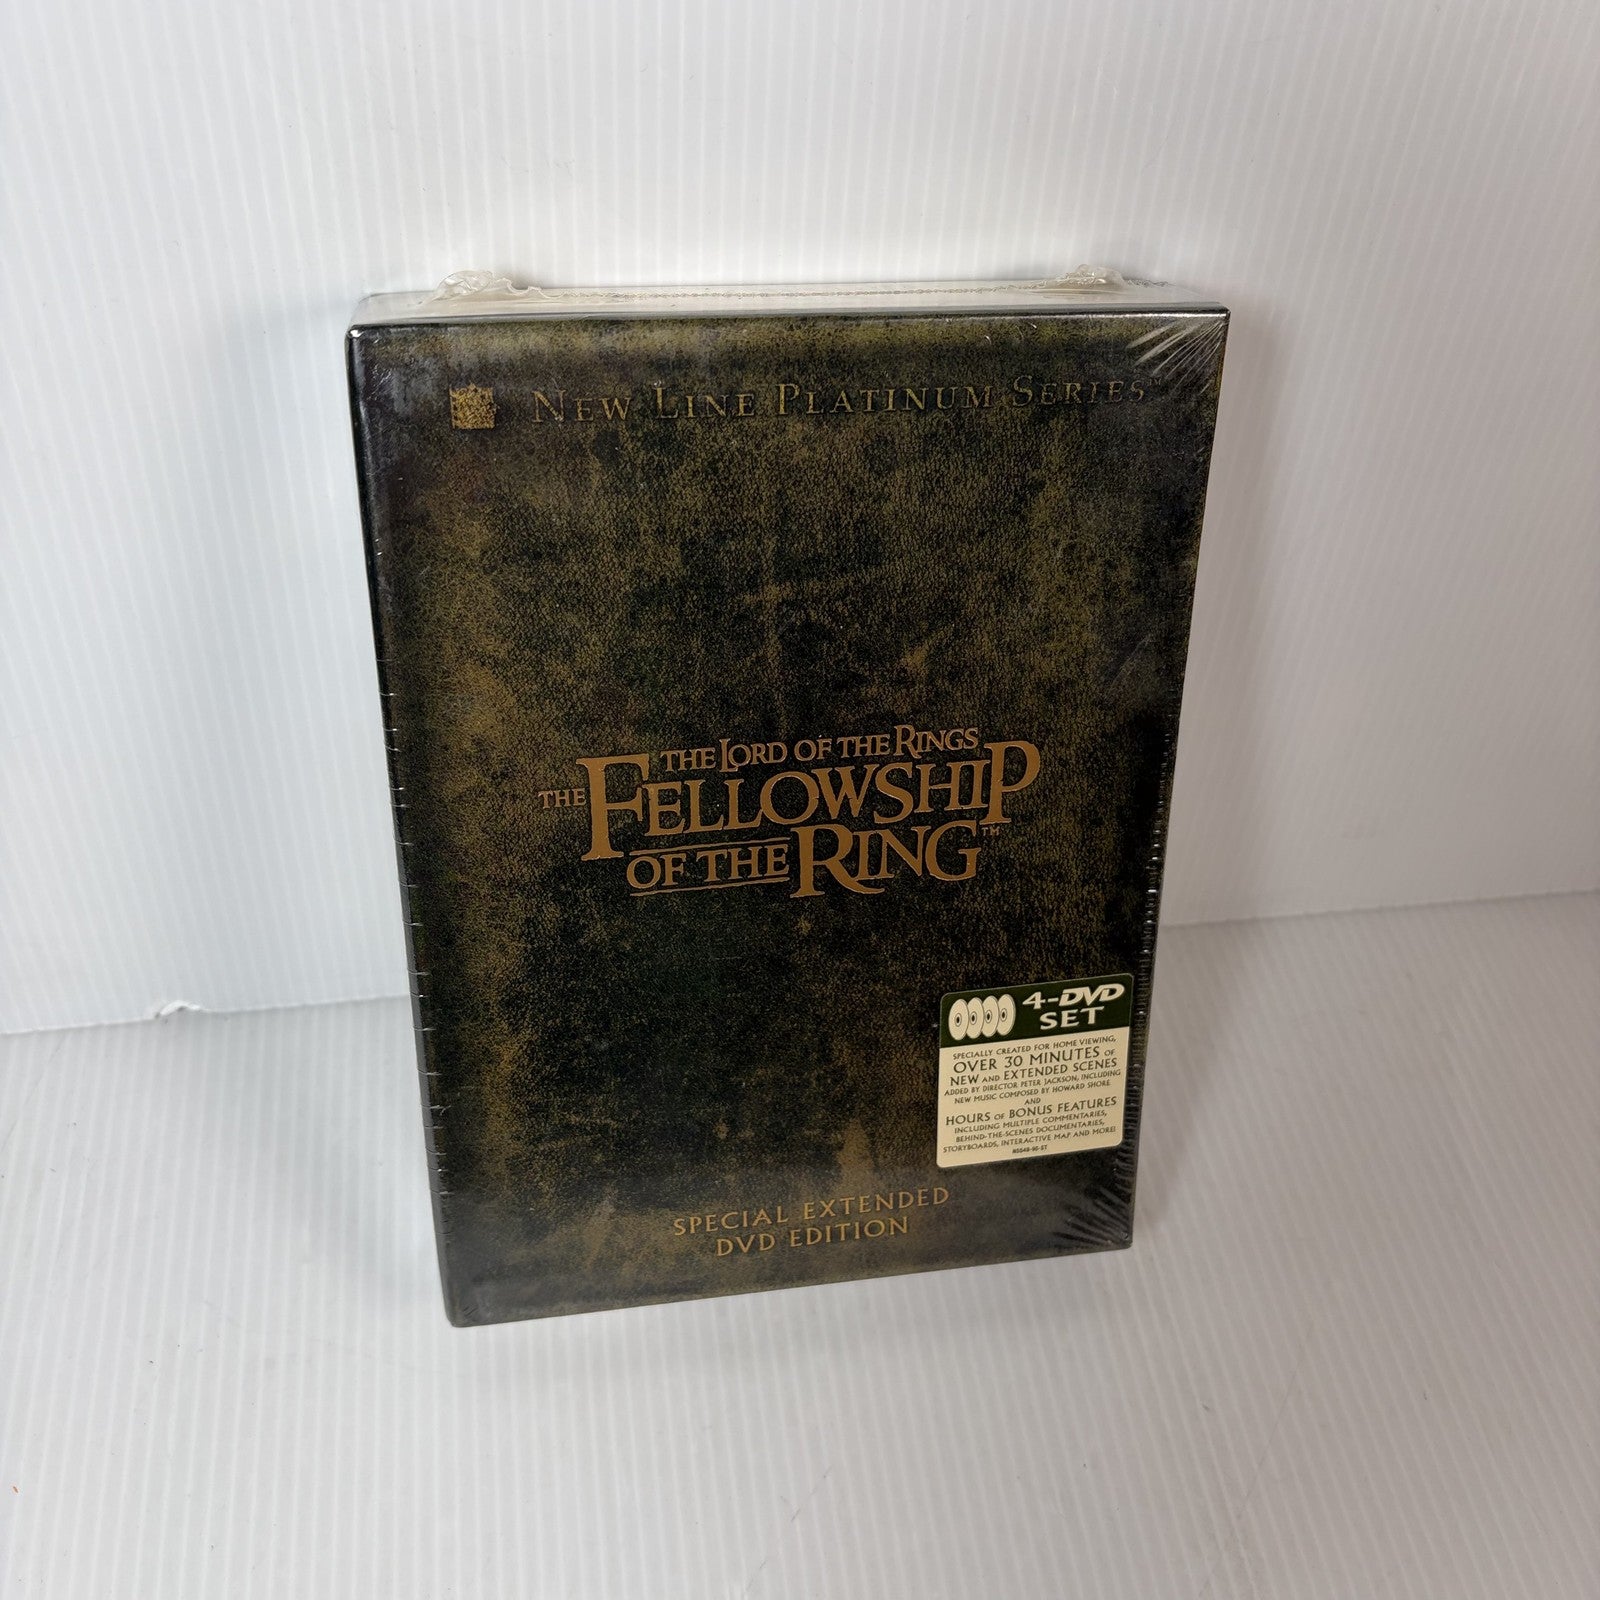 NEW LINE PLATINUM SERIES™
THE LORD OF THE RINGS
THE FELLOWSHIP
OF THE RING™
4-DVD
SET
SPECIALLY CREATED FOR HOME VIEWING,
OVER 30 MINUTES OF
NEW AND EXTENDED SCENES
ADDED BY DIRECTOR PETER JACKSON, INCLUDING
NEW MUSIC COMPOSED BY HOWARD SHORE
AND
HOURS OF BONUS FEATURES
INCLUDING MULTIPLE COMMENTARIES,
BEHIND-THE-SCENES DOCUMENTARIES,
STORYBOARDS, INTERACTIVE MAP AND MORE!
SPECIAL EXTENDED
DVD EDITION